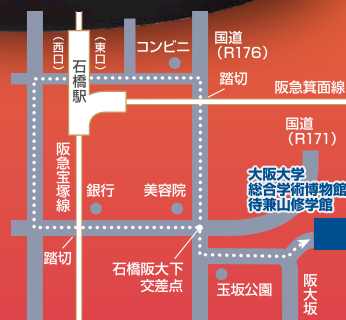 （西口）
（東口）
コンビニ
国道
（R176）
石橋駅
踏切
阪急箕面線
国道
（R171）
阪急宝塚線
銀行
美容院
大阪大学
総合学術博物館
待兼山修学館
踏切
石橋阪大下
交差点
玉坂公園
阪大坂